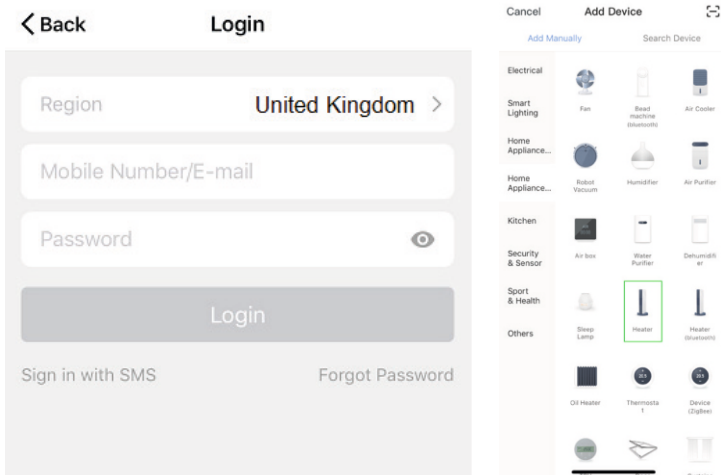 Back
Login
Region
United Kingdom
Mobile Number/E-mail
Password
Login
Sign in with SMS
Forgot Password
Cancel
Add Device
Add Manually
Search Device
Electrical
Smart
Lighting
Home
Appliance...
Home
Appliance...
Kitchen
Security
& Sensor
Sport
& Health
Others
Fan
Bead
machine
(bluetooth)
Air Cooler
Robot
Vacuum
Humidifier
Air Purifier
Air box
Water
Purifier
Dehumidifi
er
Sleep
Lamp
Heater
Heater
(bluetooth)
Oil Heater
Thermosta
t
Device
(ZigBee)